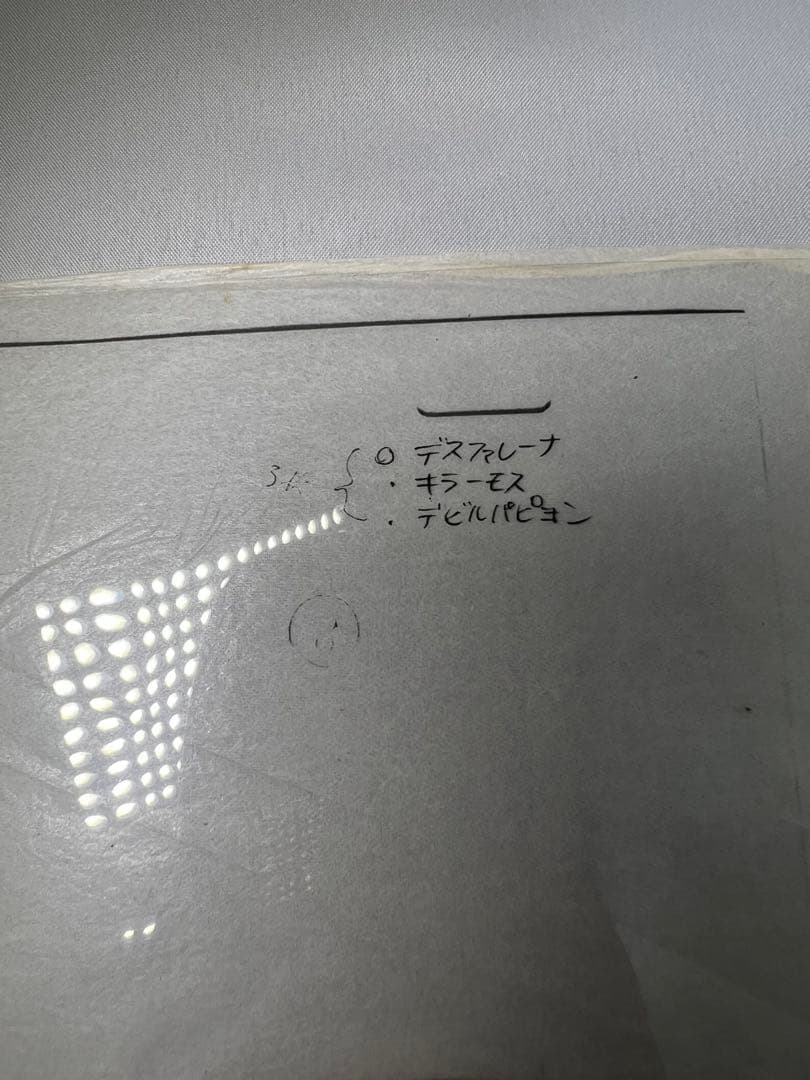 ○ デスファレーナ
・ キラーモス
・ デビルパピヨン